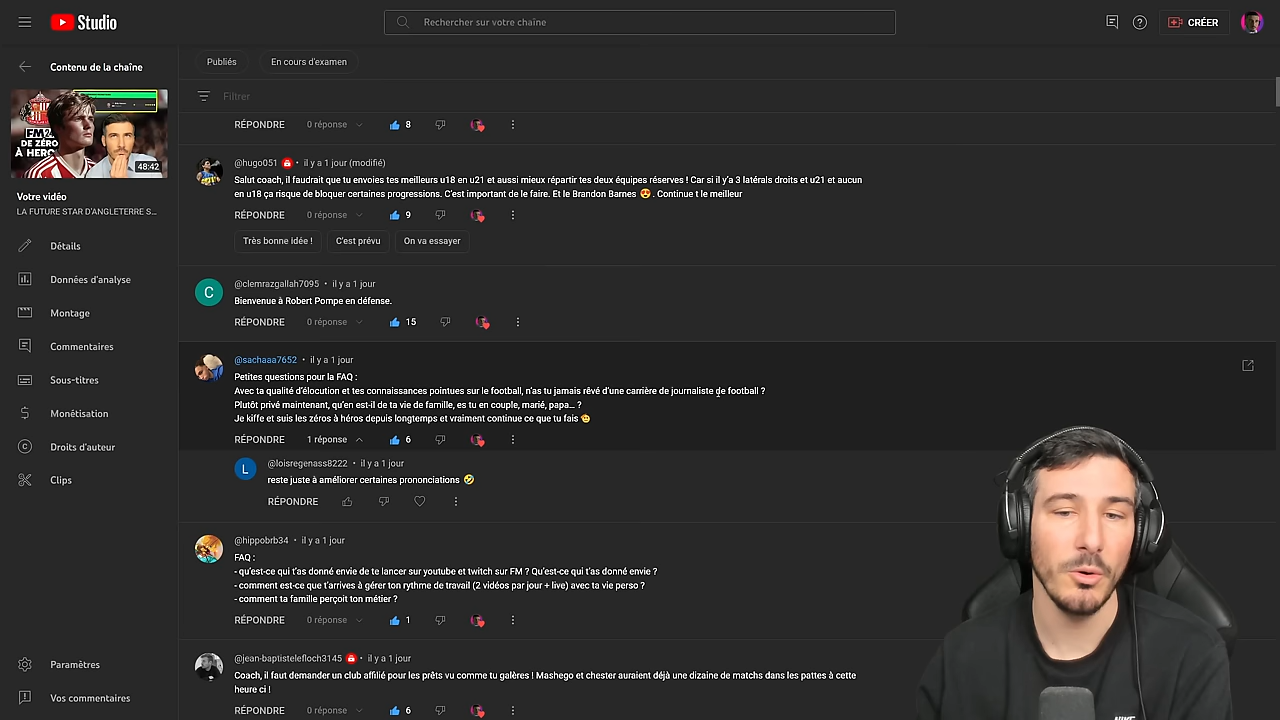 Studio
Rechercher sur votre chaîne
CRÉER
Contenu de la chaîne
Publiés
En cours d'examen
Filtrer
FM24
DE ZÉRO
À HERO
48:42
Votre vidéo
LA FUTURE STAR D'ANGLETERRE S...
Détails
Données d'analyse
Montage
Commentaires
Sous-titres
Monétisation
Droits d'auteur
Clips
Paramètres
Vos commentaires
RÉPONDRE 0 réponse 8
@hugo051 • il y a 1 jour (modifié)
Salut coach, il faudrait que tu envoies tes meilleurs u18 en u21 et aussi mieux répartir tes deux équipes réserves ! Car si il y'a 3 latérals droits et u21 et aucun
en u18 ça risque de bloquer certaines progressions. C'est important de le faire. Et le Brandon Barnes 😍 . Continue t le meilleur
RÉPONDRE 0 réponse 9
Très bonne idée ! C'est prévu On va essayer
C
@clemrazgallah7095 • il y a 1 jour
Bienvenue à Robert Pompe en défense.
RÉPONDRE 0 réponse 15
@sachaaa7652 • il y a 1 jour
Petites questions pour la FAQ :
Avec ta qualité d'élocution et tes connaissances pointues sur le football, n'as tu jamais rêvé d'une carrière de journaliste de football ?
Plutôt privé maintenant, qu'en est-il de ta vie de famille, es tu en couple, marié, papa... ?
Je kiffe et suis les zéros à héros depuis longtemps et vraiment continue ce que tu fais 🫡
RÉPONDRE 1 réponse 6
L
@loisregenass8222 • il y a 1 jour
reste juste à améliorer certaines prononciations 🤣
RÉPONDRE
@hippobrb34 • il y a 1 jour
FAQ :
- qu'est-ce qui t'as donné envie de te lancer sur youtube et twitch sur FM ? Qu'est-ce qui t'as donné envie ?
- comment est-ce que t'arrives à gérer ton rythme de travail (2 vidéos par jour + live) avec ta vie perso ?
- comment ta famille perçoit ton métier ?
RÉPONDRE 0 réponse 1
@jean-baptistelefloch3145 • il y a 1 jour
Coach, il faut demander un club affilié pour les prêts vu comme tu galères ! Mashego et chester auraient déjà une dizaine de matchs dans les pattes à cette
heure ci !
RÉPONDRE 0 réponse 6
NIKE